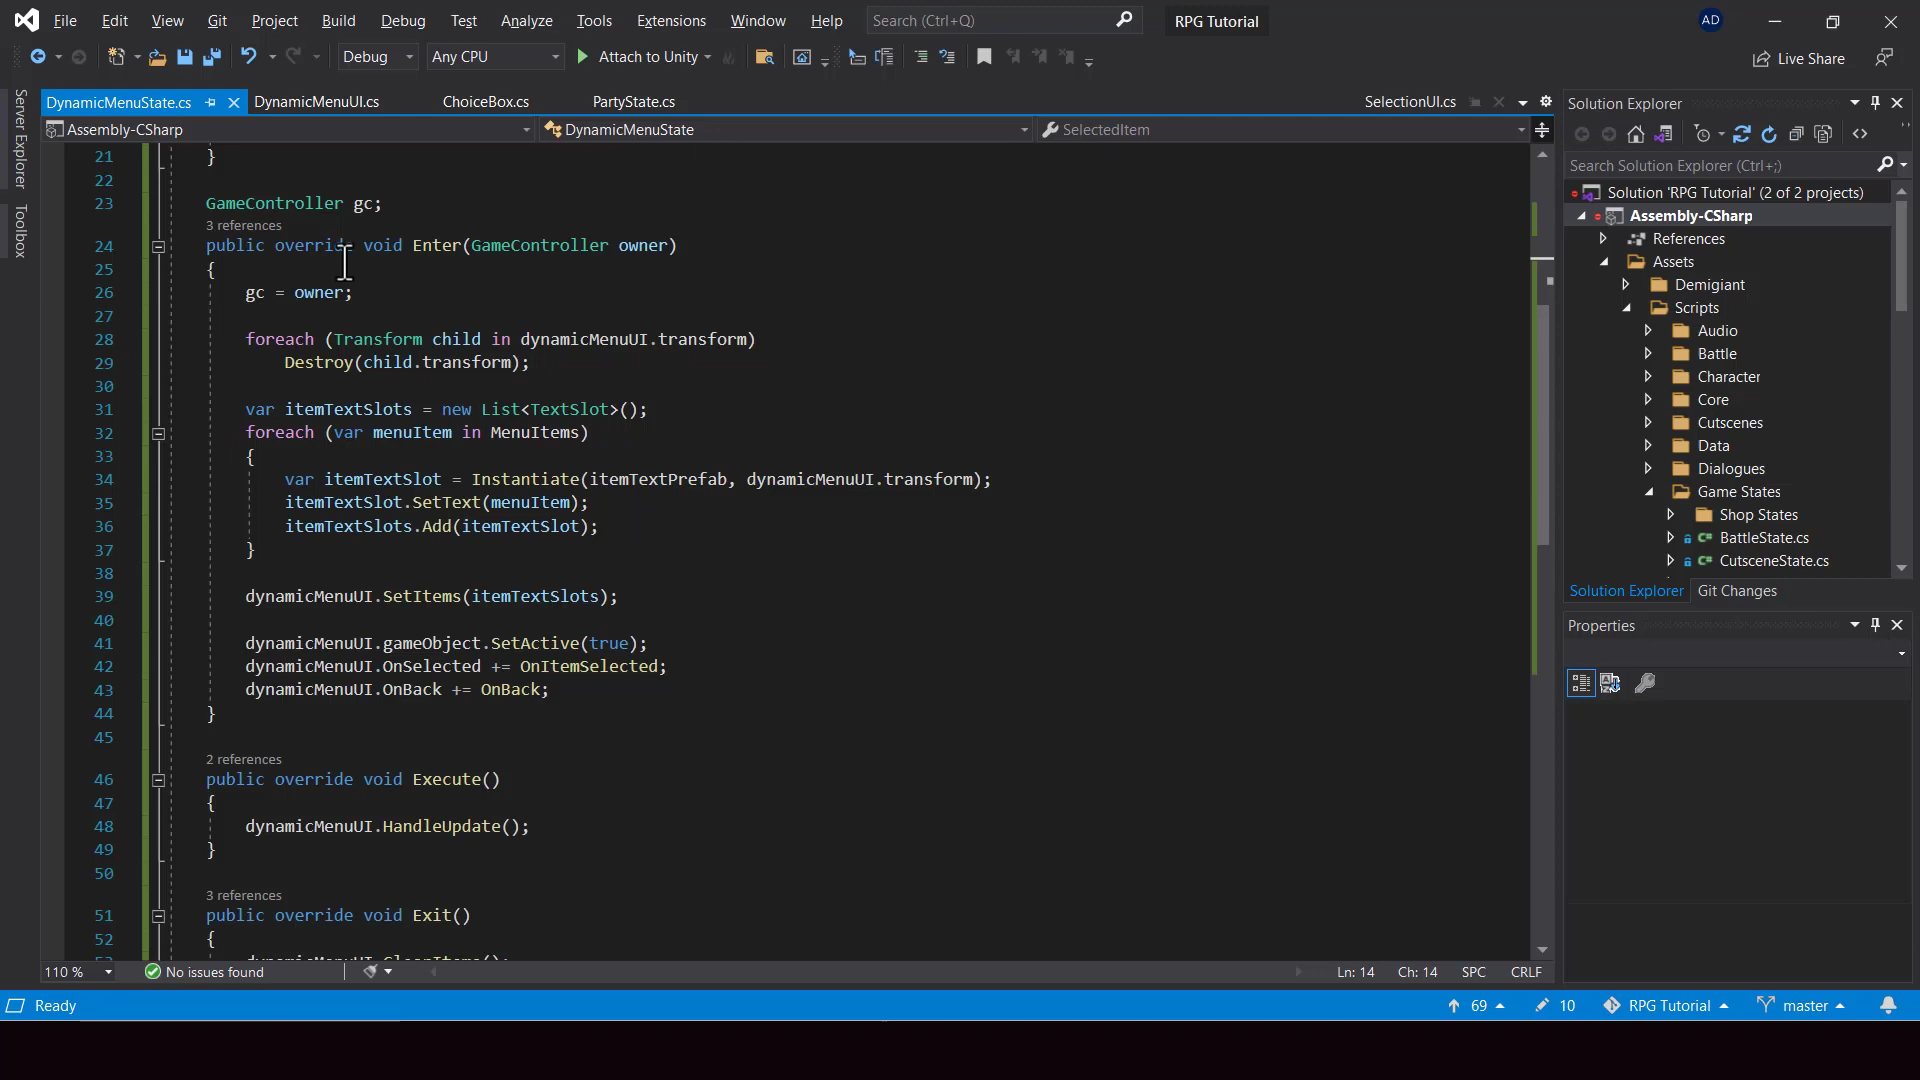 File Edit View Git Project Build Debug Test Analyze Tools Extensions Window Help Search (Ctrl+Q) RPG Tutorial AD
Debug Any CPU Attach to Unity Live Share
Server Explorer
Toolbox
DynamicMenuState.cs DynamicMenuUI.cs ChoiceBox.cs PartyState.cs SelectionUI.cs
Assembly-CSharp DynamicMenuState SelectedItem
21 }
22
23 GameController gc;
3 references
24 public override void Enter(GameController owner)
25 {
26 gc = owner;
27
28 foreach (Transform child in dynamicMenuUI.transform)
29 Destroy(child.transform);
30
31 var itemTextSlots = new List<TextSlot>();
32 foreach (var menuItem in MenuItems)
33 {
34 var itemTextSlot = Instantiate(itemTextPrefab, dynamicMenuUI.transform);
35 itemTextSlot.SetText(menuItem);
36 itemTextSlots.Add(itemTextSlot);
37 }
38
39 dynamicMenuUI.SetItems(itemTextSlots);
40
41 dynamicMenuUI.gameObject.SetActive(true);
42 dynamicMenuUI.OnSelected += OnItemSelected;
43 dynamicMenuUI.OnBack += OnBack;
44 }
45
2 references
46 public override void Execute()
47 {
48 dynamicMenuUI.HandleUpdate();
49 }
50
3 references
51 public override void Exit()
52 {
110 % No issues found Ln: 14 Ch: 14 SPC CRLF
Solution Explorer
Search Solution Explorer (Ctrl+;)
Solution 'RPG Tutorial' (2 of 2 projects)
Assembly-CSharp
References
Assets
Demigiant
Scripts
Audio
Battle
Character
Core
Cutscenes
Data
Dialogues
Game States
Shop States
C# BattleState.cs
C# CutsceneState.cs
Solution Explorer Git Changes
Properties
Ready 69 10 RPG Tutorial master